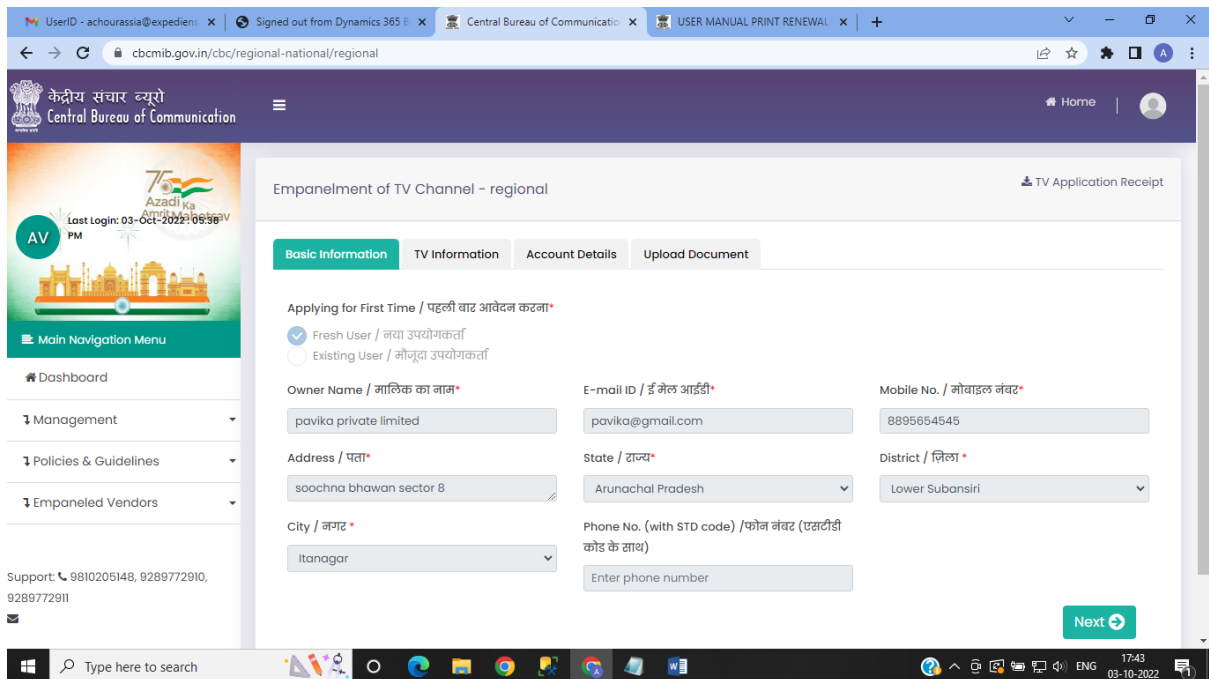 UserID - achourassia@expediens
Signed out from Dynamics 365 B
Central Bureau of Communicatio
USER MANUAL PRINT RENEWAL
cbcmib.gov.in/cbc/regional-national/regional
A
केंद्रीय संचार ब्यूरो
Central Bureau of Communication
Home
75
Azadi Ka
Amrit Mahotsav
AV
Last Login: 03-Oct-2022 : 05:38
PM
Main Navigation Menu
Dashboard
Management
Policies & Guidelines
Empaneled Vendors
Support: 9810205148, 9289772910,
9289772911
Empanelment of TV Channel - regional
TV Application Receipt
Basic Information TV Information Account Details Upload Document
Applying for First Time / पहली बार आवेदन करना*
Fresh User / नया उपयोगकर्ता
Existing User / मौजूदा उपयोगकर्ता
Owner Name / मालिक का नाम* E-mail ID / ई मेल आईडी* Mobile No. / मोबाइल नंबर*
pavika private limited pavika@gmail.com 8895654545
Address / पता* State / राज्य* District / ज़िला *
soochna bhawan sector 8 Arunachal Pradesh Lower Subansiri
City / नगर * Phone No. (with STD code) /फोन नंबर (एसटीडी
कोड के साथ)
Itanagar
Enter phone number
Next
Type here to search
ENG
17:43
03-10-2022